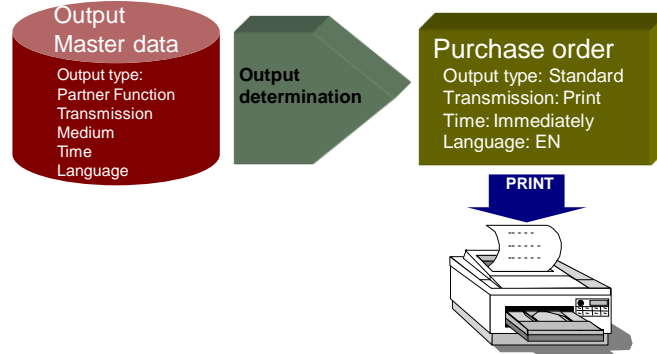 Output
Master data
Output type:
Partner Function
Transmission
Medium
Time
Language
Output
determination
Purchase order
Output type: Standard
Transmission: Print
Time: Immediately
Language: EN
PRINT